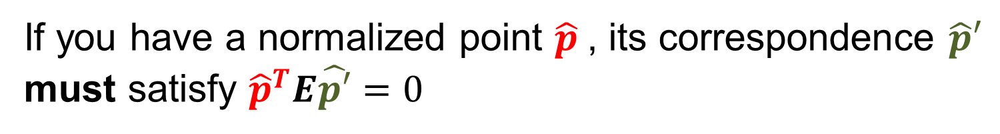 If you have a normalized point p̂ , its correspondence p̂′
must satisfy p̂ᵀEp̂′ = 0